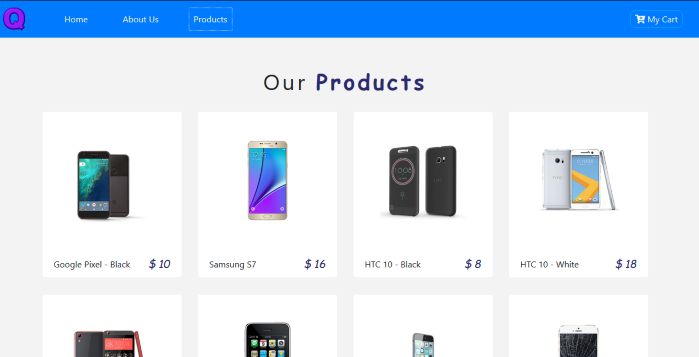 Q
Home About Us Products My Cart
Our Products
Google Pixel - Black $ 10
Samsung S7 $ 16
HTC 10 - Black $ 8
HTC 10 - White $ 18